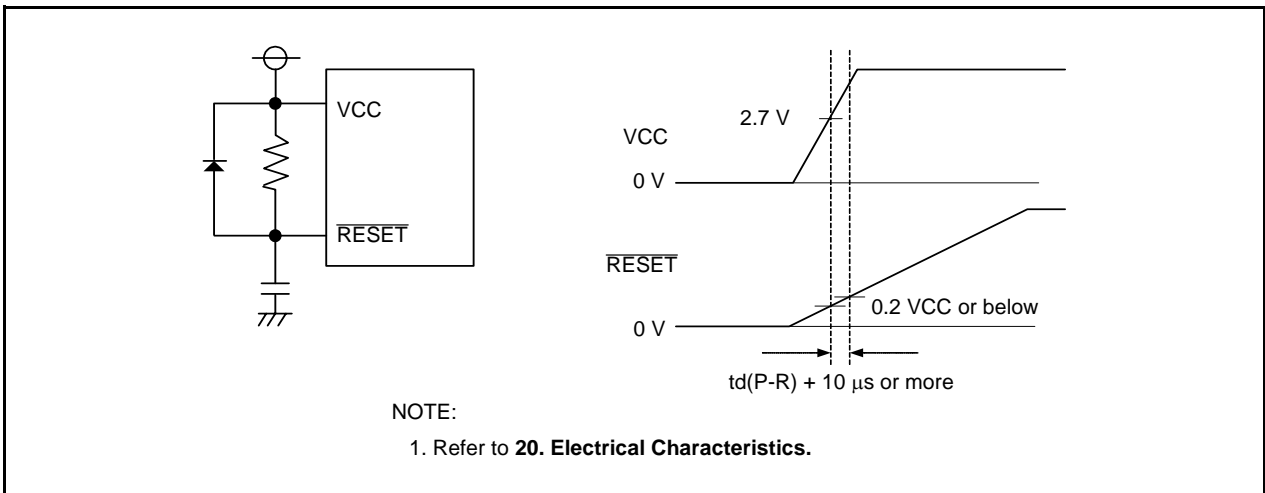 VCC
RESET
VCC
2.7 V
0 V
RESET
0.2 VCC or below
0 V
td(P-R) + 10 μs or more
NOTE:
1. Refer to 20. Electrical Characteristics.